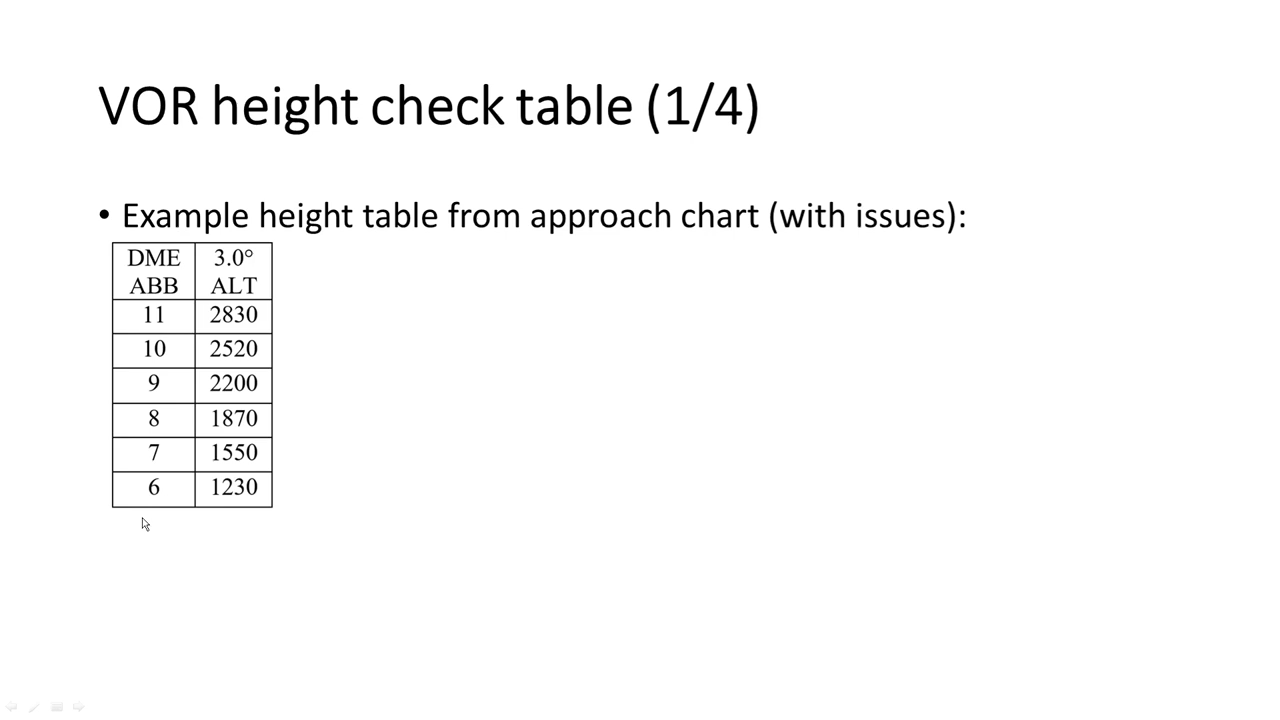 VOR height check table (1/4)
• Example height table from approach chart (with issues):
DME ABB 3.0° ALT
11 2830
10 2520
9 2200
8 1870
7 1550
6 1230